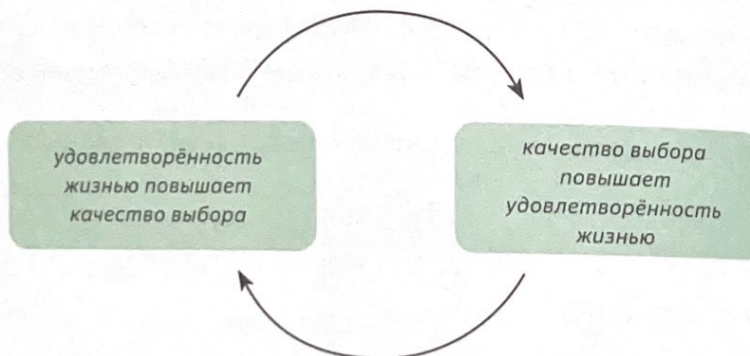 удовлетворённость
жизнью повышает
качество выбора
качество выбора
повышает
удовлетворённость
жизнью